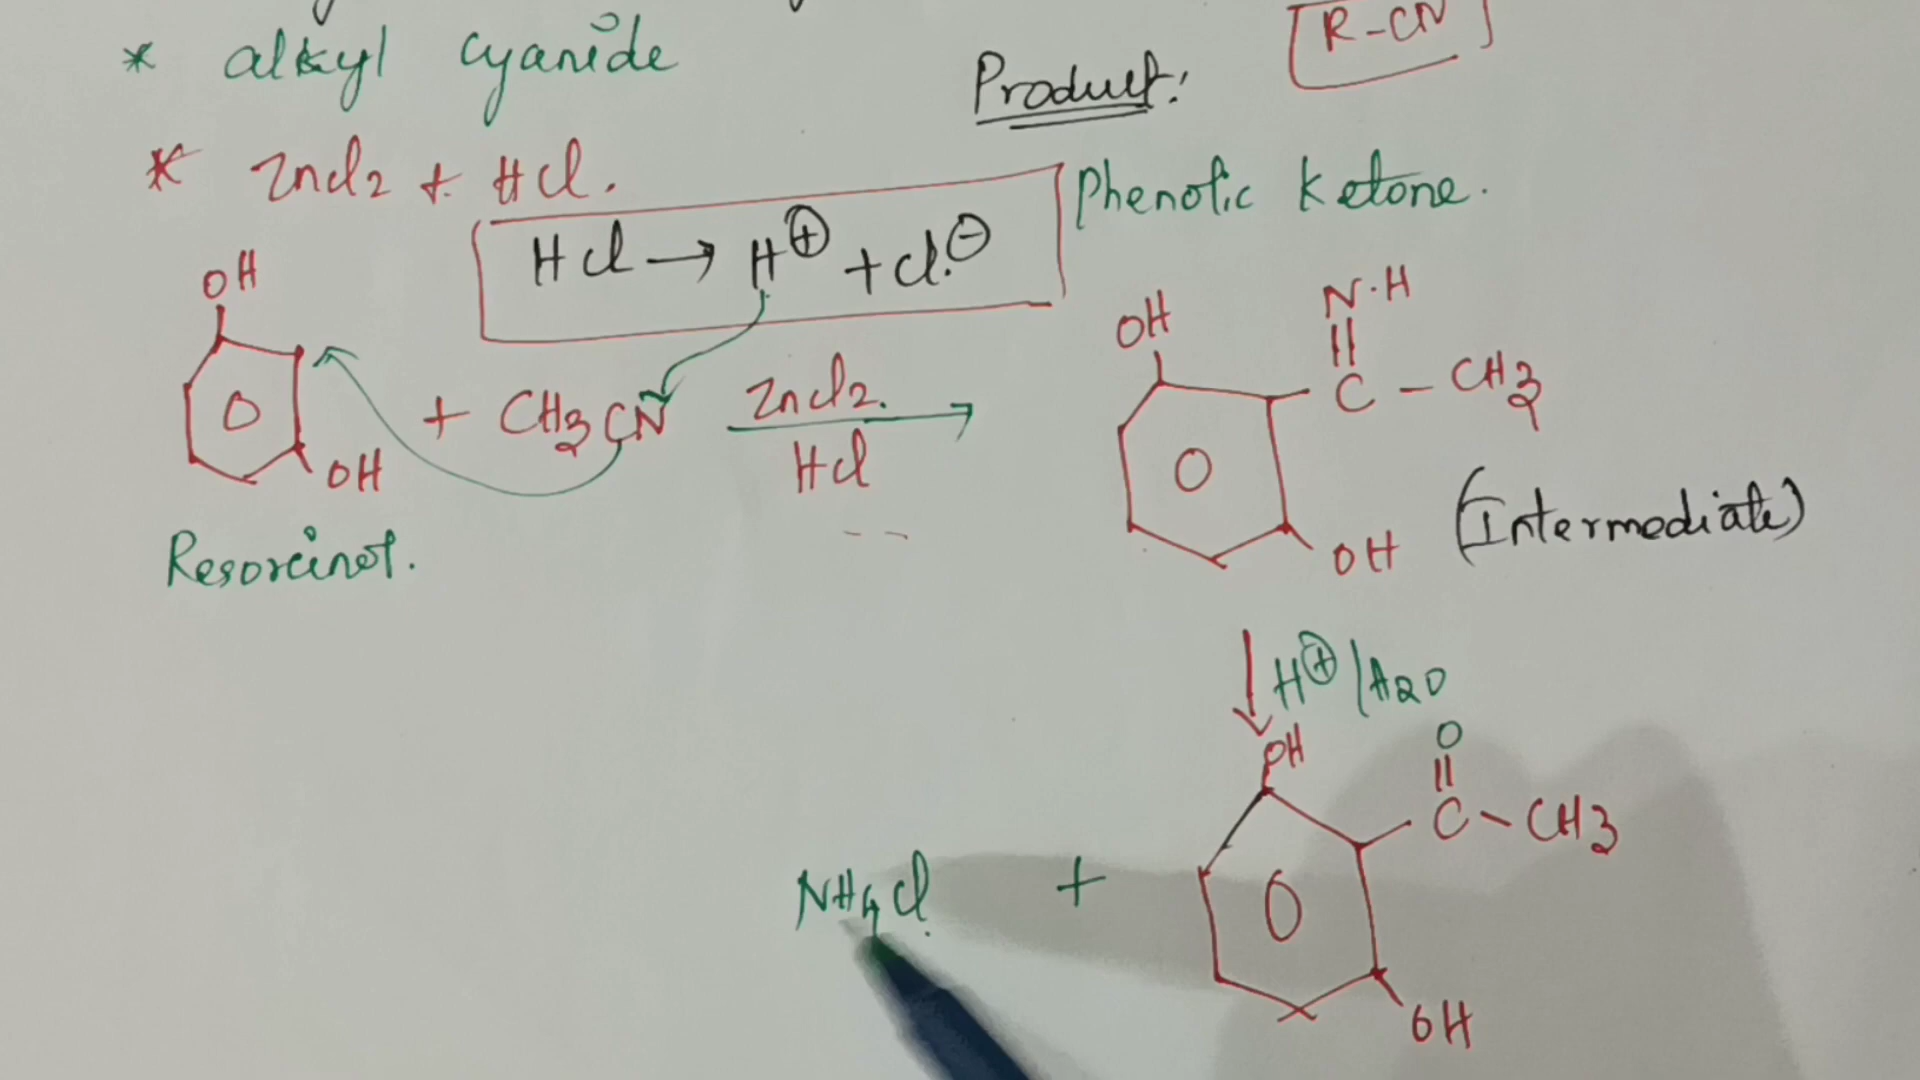 * alkyl cyanide
R-CN
Product:
* ZnCl2 + HCl.
Phenolic Ketone.
HCl → H⊕ + Cl.⊖
OH
OH
+ CH3CN
ZnCl2.
HCl
Resorcinol.
OH
N·H
C - CH3
OH
(Intermediate)
H⊕/H2O
OH
O
C - CH3
OH
NH4Cl +